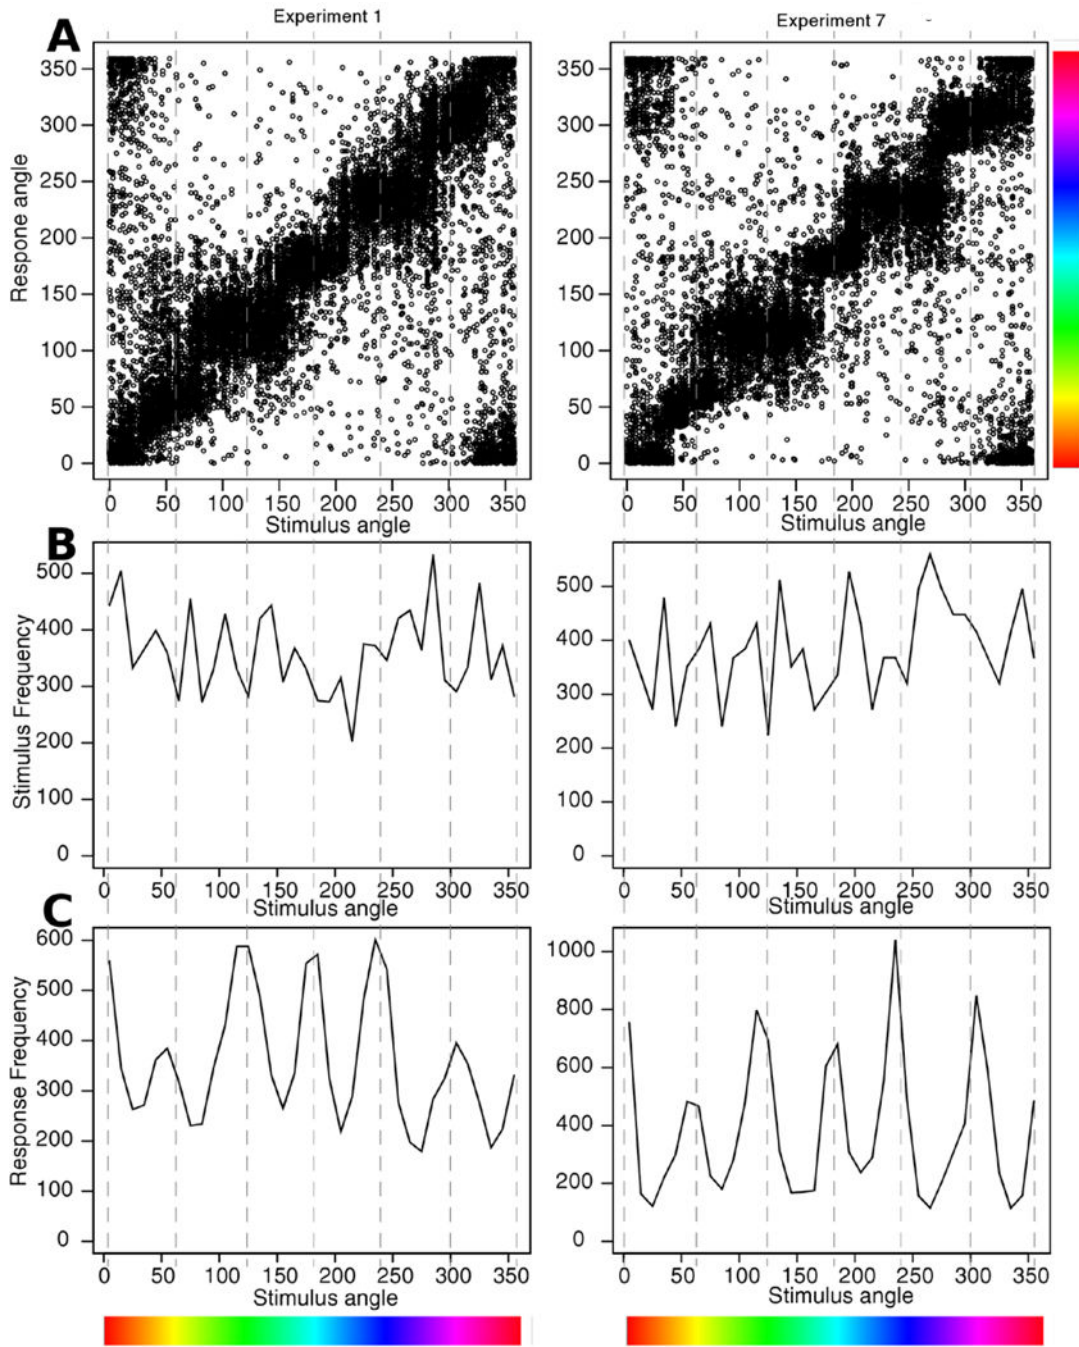 Experiment 1
Experiment 7
A
350
300
250
200
150
100
50
0
Respone angle
0 50 100 150 200 250 300 350
Stimulus angle
0 50 100 150 200 250 300 350
Stimulus angle
350
300
250
200
150
100
50
0
B
500
400
300
200
100
0
Stimulus Frequency
0 50 100 150 200 250 300 350
Stimulus angle
500
400
300
200
100
0
0 50 100 150 200 250 300 350
Stimulus angle
C
600
500
400
300
200
100
0
Response Frequency
0 50 100 150 200 250 300 350
Stimulus angle
1000
800
600
400
200
0
0 50 100 150 200 250 300 350
Stimulus angle